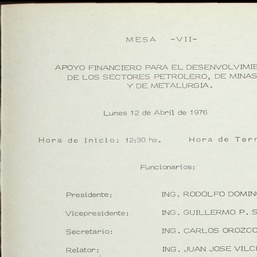 MESA -VII-
APOYO FINANCIERO PARA EL DESENVOLVIMIE
DE LOS SECTORES PETROLERO, DE MINAS
Y DE METALURGIA.
Lunes 12 de Abril de 1976
Hora de Inicio: 12:30 hs. Hora de Ter
Funcionarios:
Presidente: ING. RODOLFO DOMIN
Vicepresidente: ING. GUILLERMO P. S
Secretario: ING. CARLOS OROZCO
Relator: ING. JUAN JOSE VILC